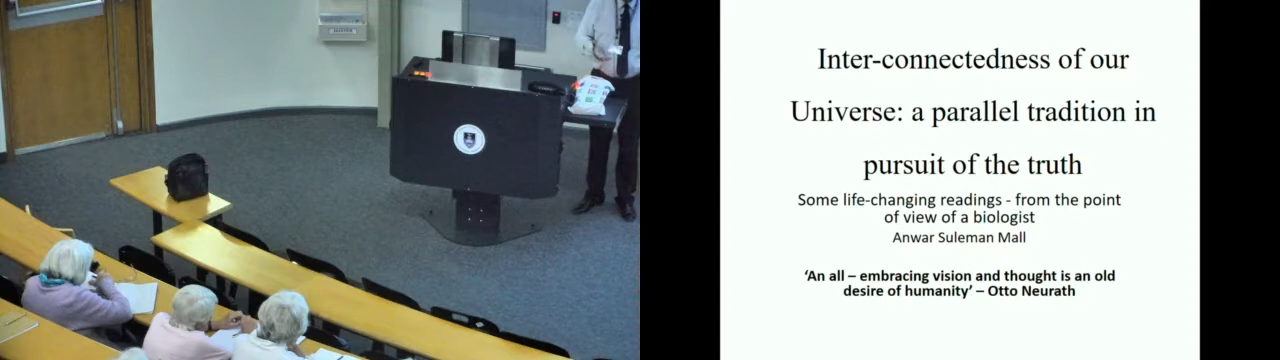 Inter-connectedness of our
Universe: a parallel tradition in
pursuit of the truth
Some life-changing readings - from the point
of view of a biologist
Anwar Suleman Mall
‘An all – embracing vision and thought is an old
desire of humanity’ – Otto Neurath